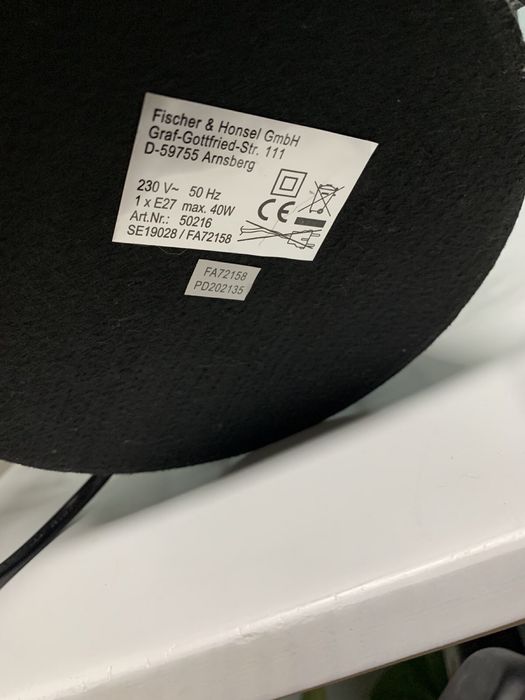 Fischer & Honsel GmbH
Graf-Gottfried-Str. 111
D-59755 Arnsberg
230 V~ 50 Hz
1 x E27 max. 40W
Art.Nr.: 50216
SE19028 / FA72158
CE
FA72158
PD202135